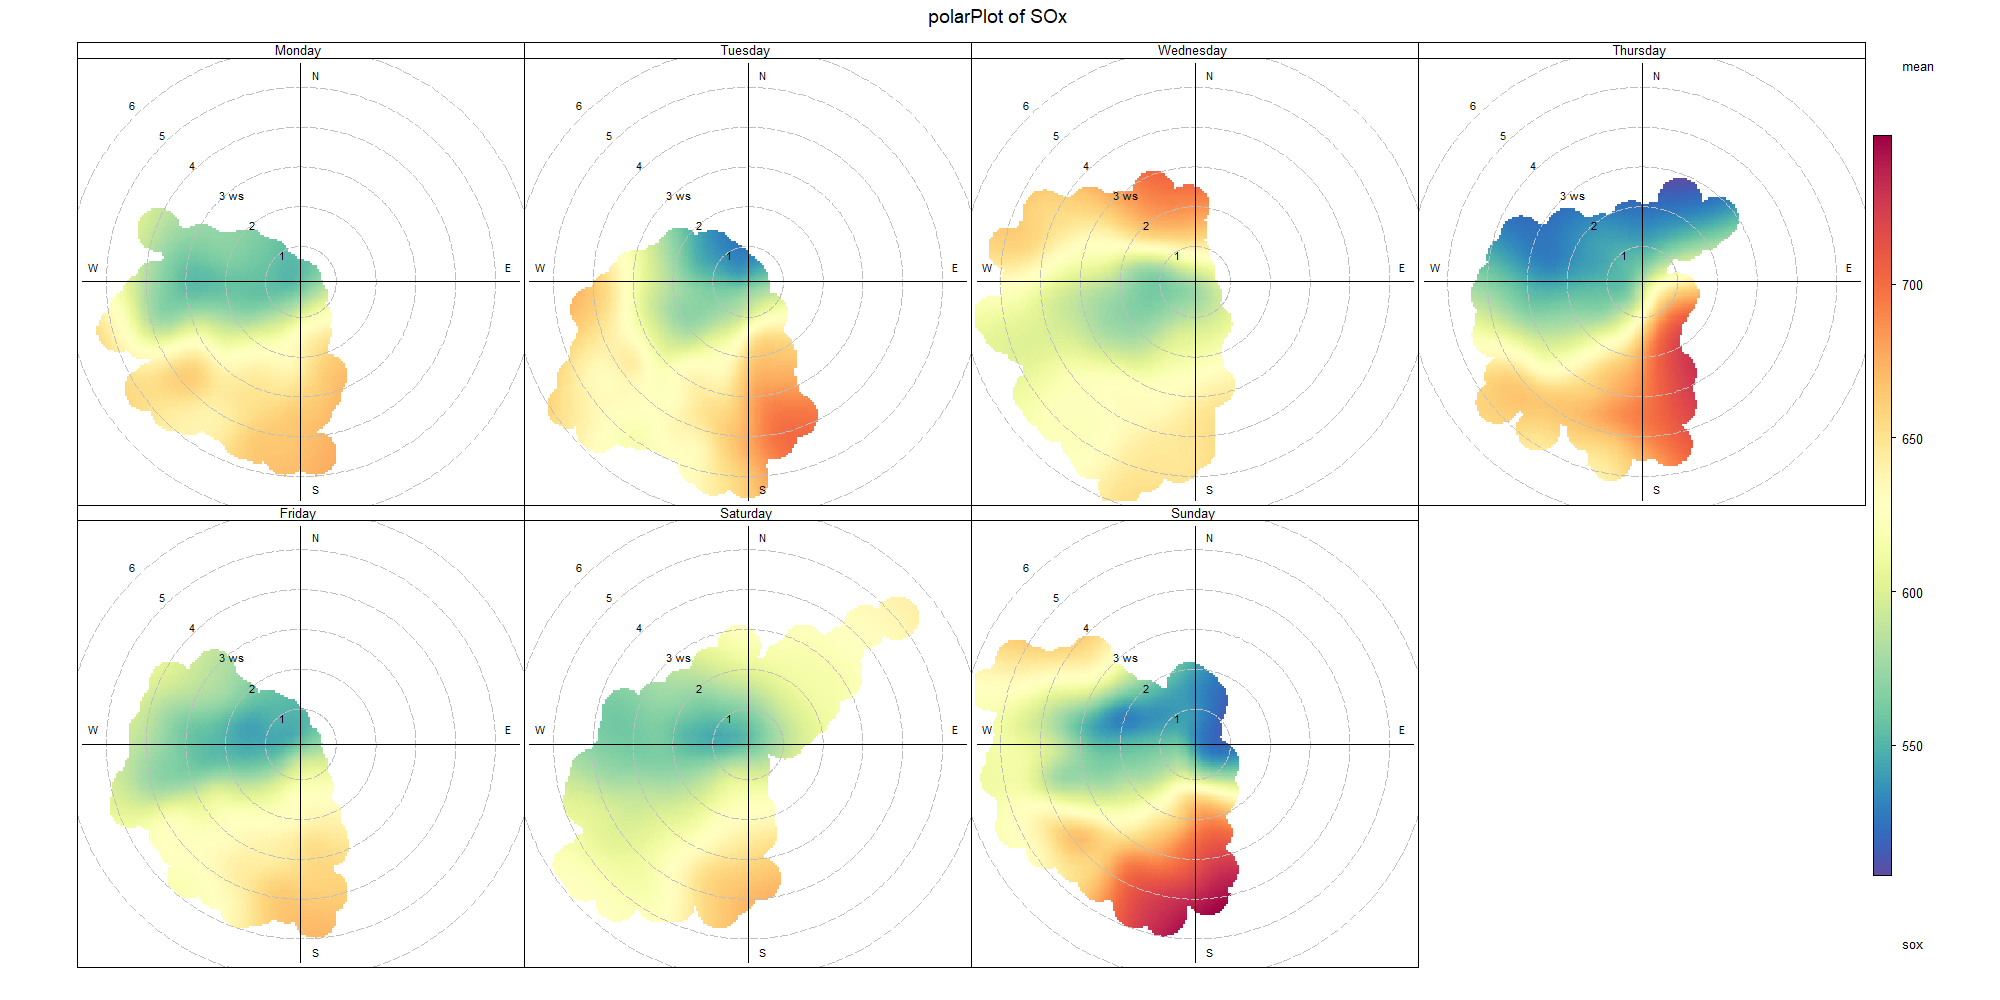 polarPlot of SOx
Monday Tuesday Wednesday Thursday
mean
N N N N
6 6 6 6
5 5 5 5
4 4 4 4
3 ws 3 ws 3 ws 3 ws
2 2 2 2
1 1 1 1
W E W E W E W E
S S S S
700
650
600
550
sox
Friday Saturday Sunday
N N N
6 6 6
5 5 5
4 4 4
3 ws 3 ws 3 ws
2 2 2
1 1 1
W E W E W E
S S S